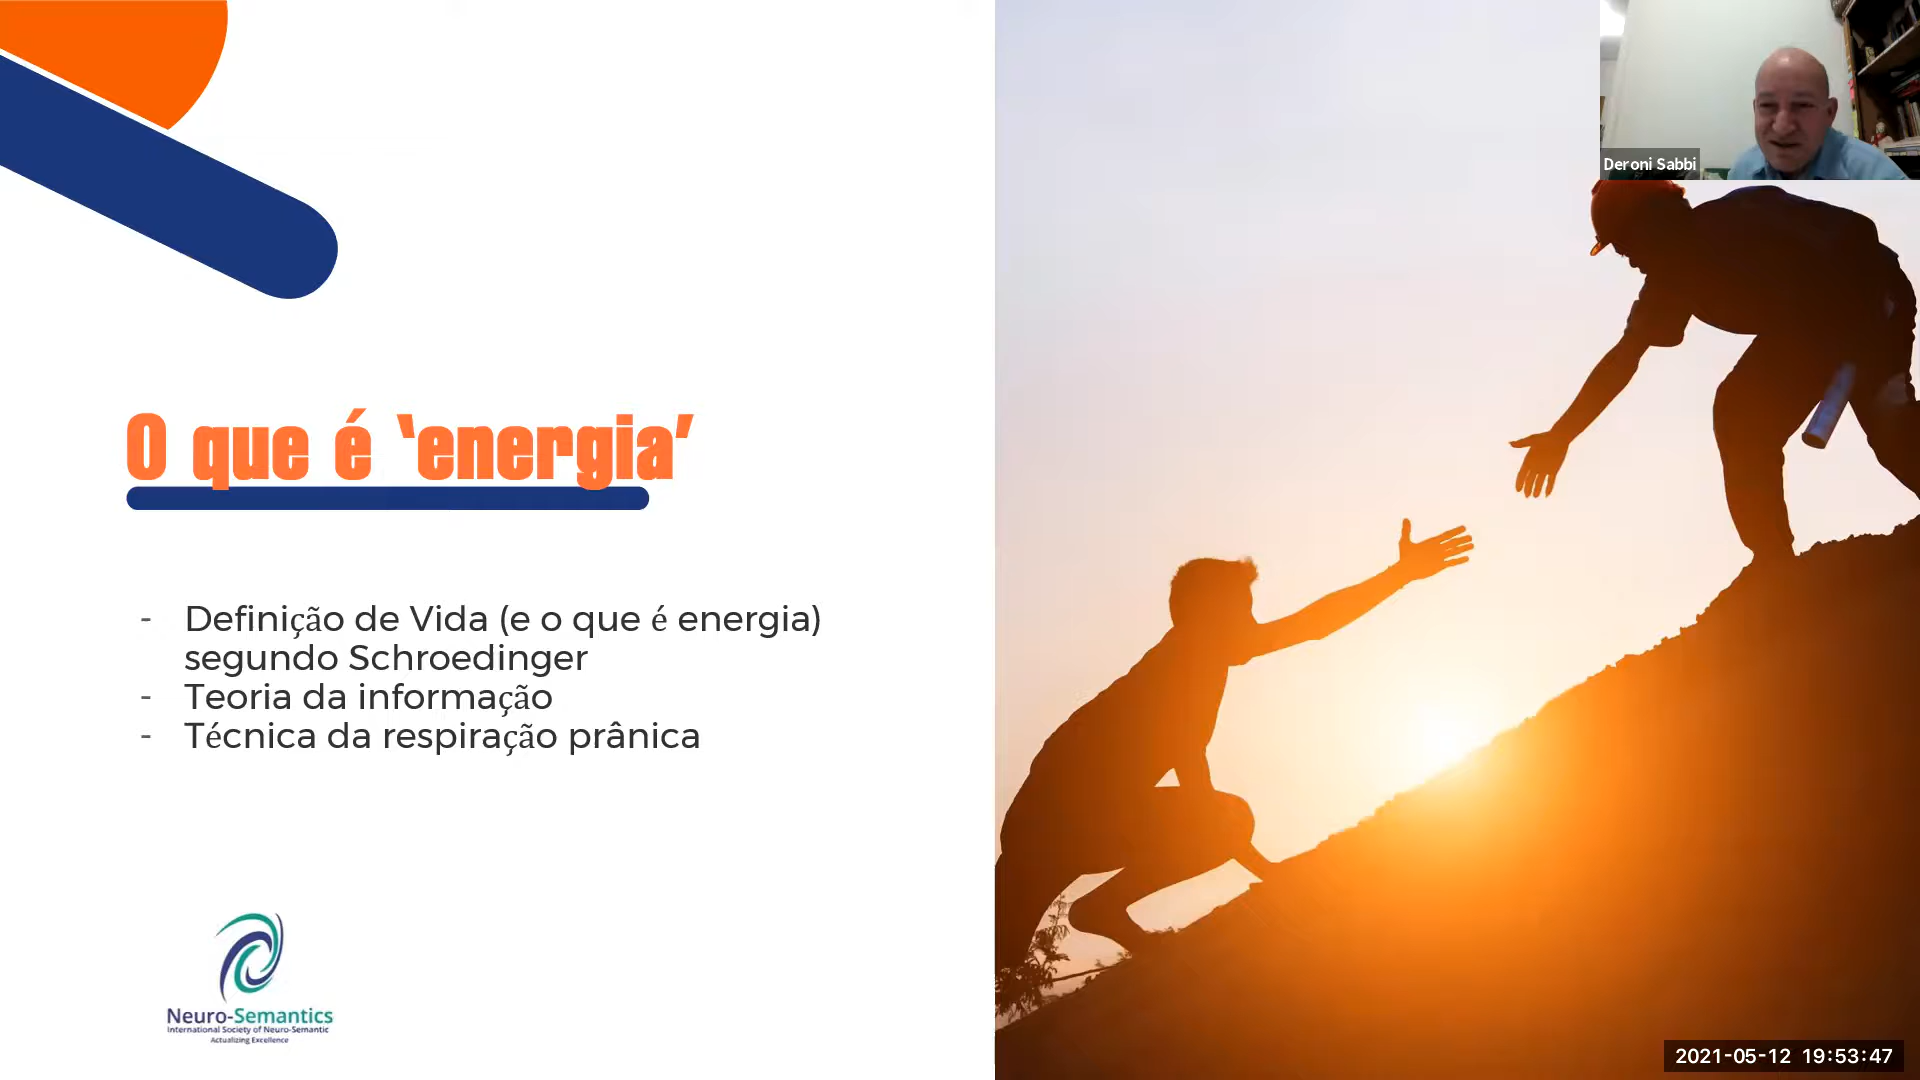 Deroni Sabbi
O que é ‘energia’
- Definição de Vida (e o que é energia)
segundo Schroedinger
- Teoria da informação
- Técnica da respiração prânica
Neuro-Semantics
International Society of Neuro-Semantic
Actualizing Excellence
2021-05-12 19:53:47